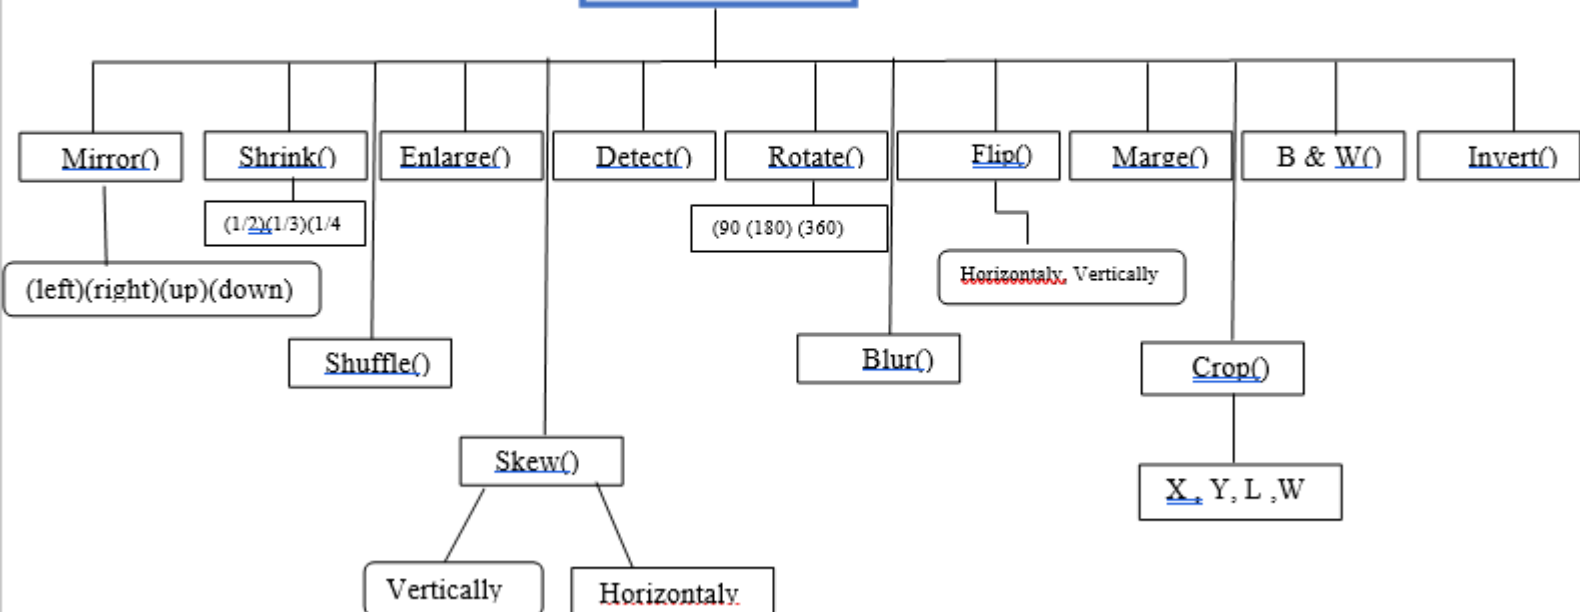 Mirror()
Shrink()
Enlarge()
Detect()
Rotate()
Flip()
Marge()
B & W()
Invert()
(1/2)(1/3)(1/4
(90 (180) (360)
(left)(right)(up)(down)
Horizontaly, Vertically
Shuffle()
Blur()
Crop()
Skew()
X , Y, L ,W
Vertically
Horizontaly